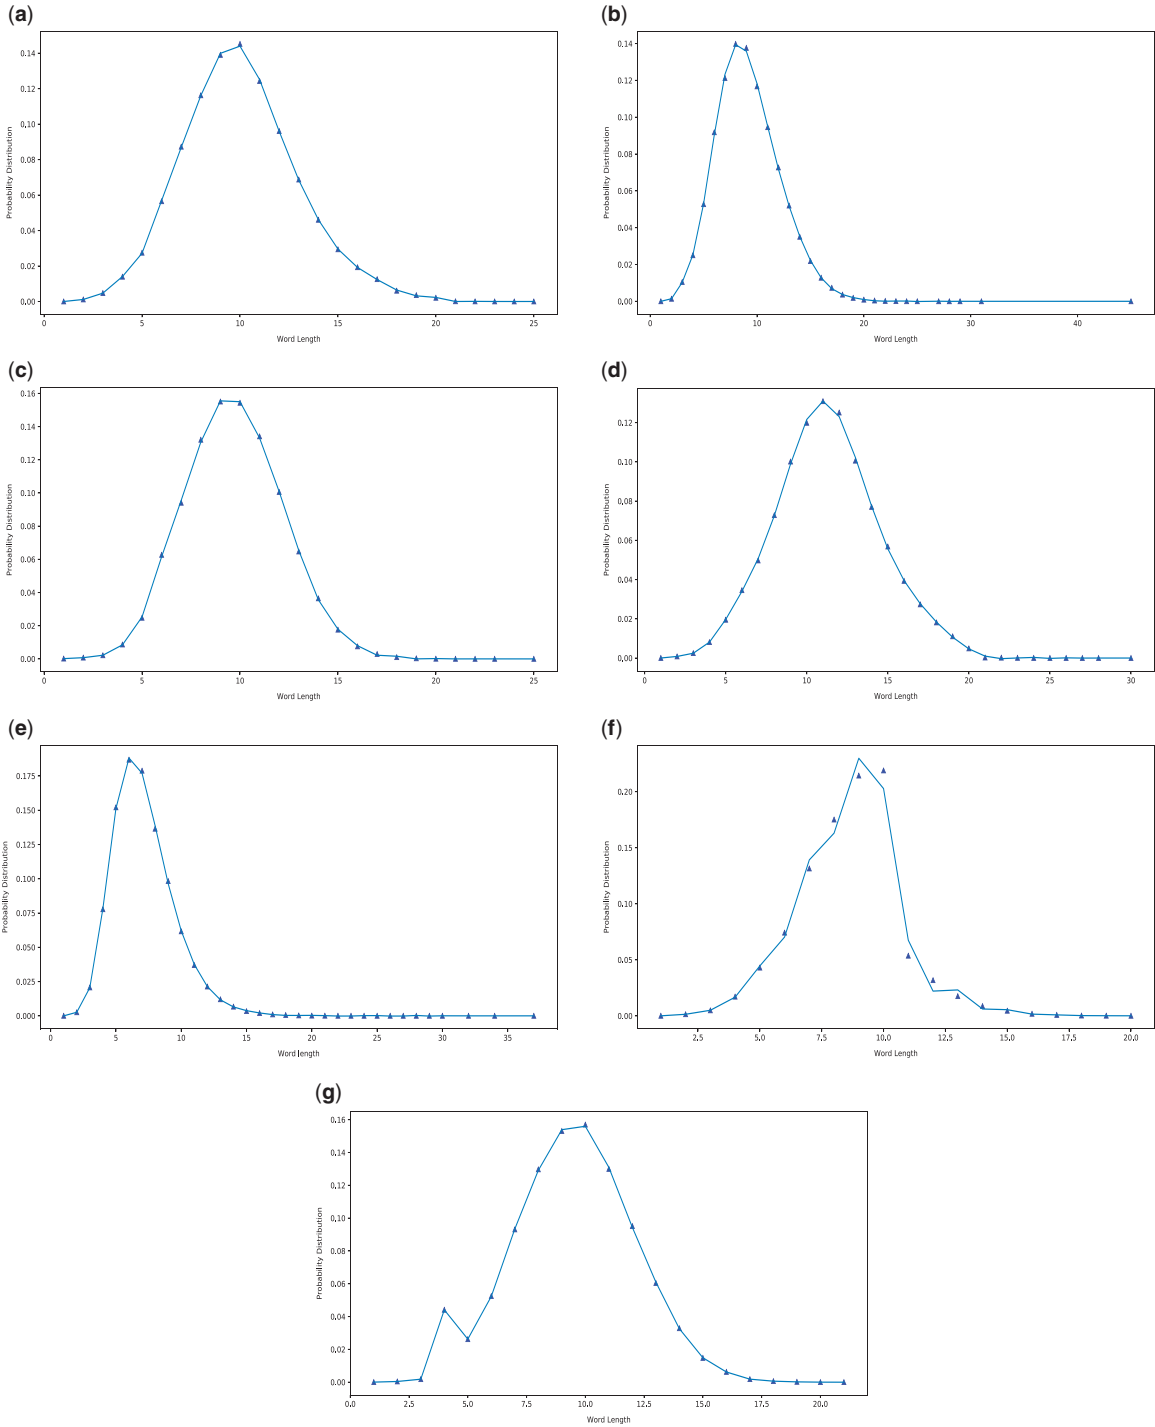 (a)
0.14
0.12
0.10
0.08
0.06
0.04
0.02
0.00
Probability Distribution
0 5 10 15 20 25
Word Length
(b)
0.14
0.12
0.10
0.08
0.06
0.04
0.02
0.00
Probability Distribution
0 10 20 30 40
Word Length
(c)
0.16
0.14
0.12
0.10
0.08
0.06
0.04
0.02
0.00
Probability Distribution
0 5 10 15 20 25
Word Length
(d)
0.12
0.10
0.08
0.06
0.04
0.02
0.00
Probability Distribution
0 5 10 15 20 25 30
Word Length
(e)
0.175
0.150
0.125
0.100
0.075
0.050
0.025
0.000
Probability Distribution
0 5 10 15 20 25 30 35
Word length
(f)
0.20
0.15
0.10
0.05
0.00
Probability Distribution
2.5 5.0 7.5 10.0 12.5 15.0 17.5 20.0
Word Length
(g)
0.16
0.14
0.12
0.10
0.08
0.06
0.04
0.02
0.00
Probability Distribution
0.0 2.5 5.0 7.5 10.0 12.5 15.0 17.5 20.0
Word Length